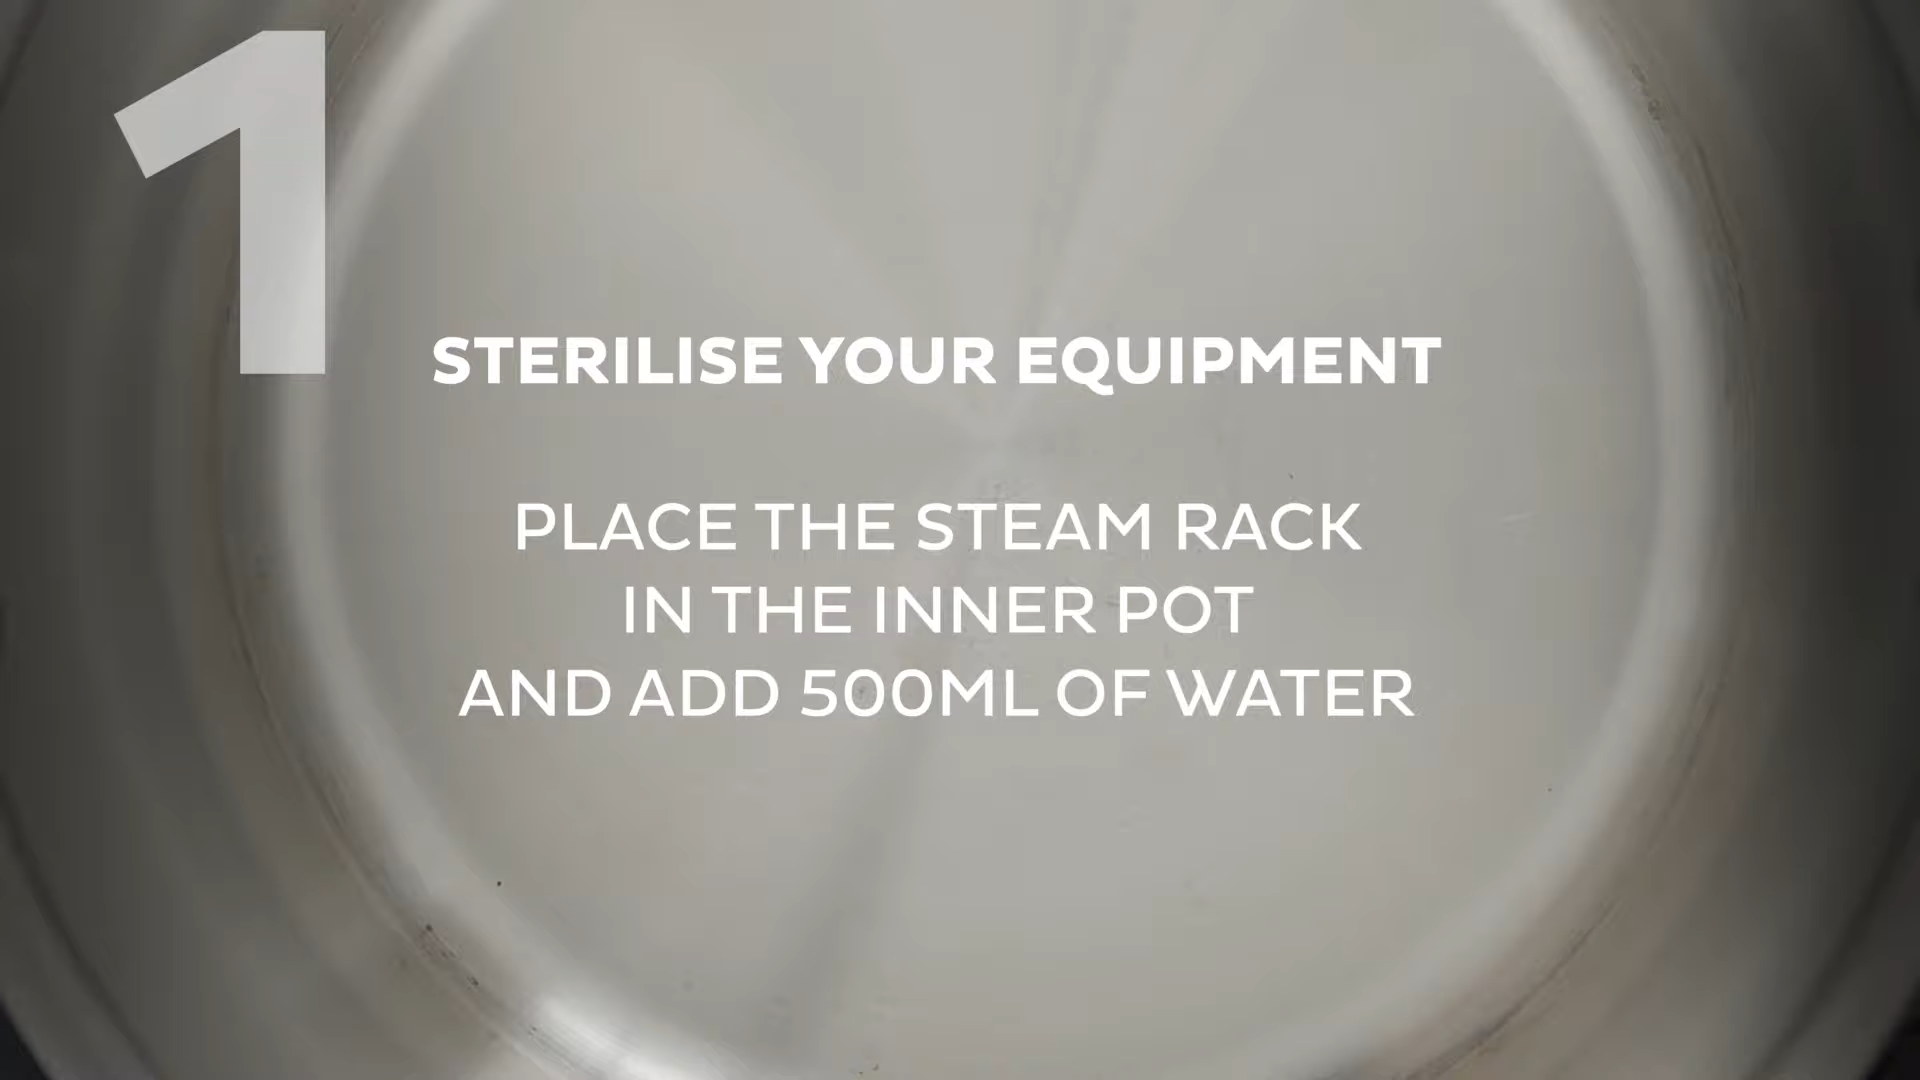 1
STERILISE YOUR EQUIPMENT
PLACE THE STEAM RACK
IN THE INNER POT
AND ADD 500ML OF WATER